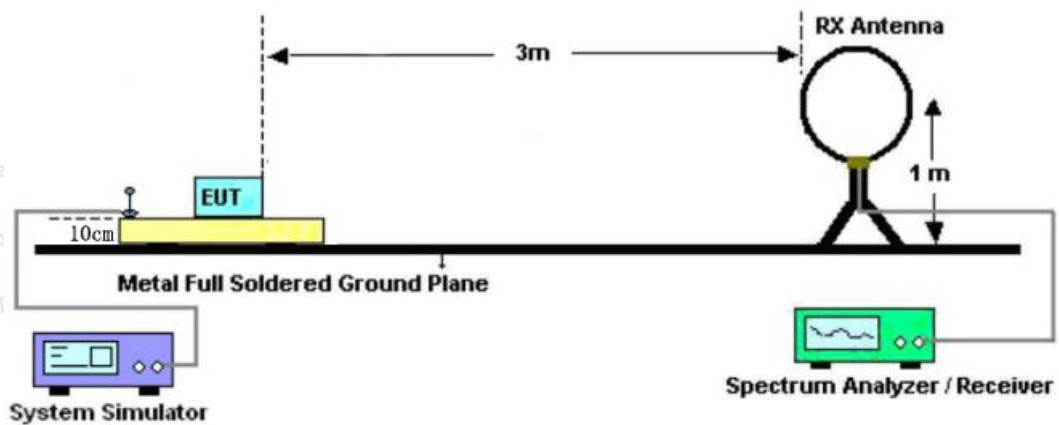 RX Antenna
3m
1 m
EUT
10cm
Metal Full Soldered Ground Plane
System Simulator
Spectrum Analyzer / Receiver